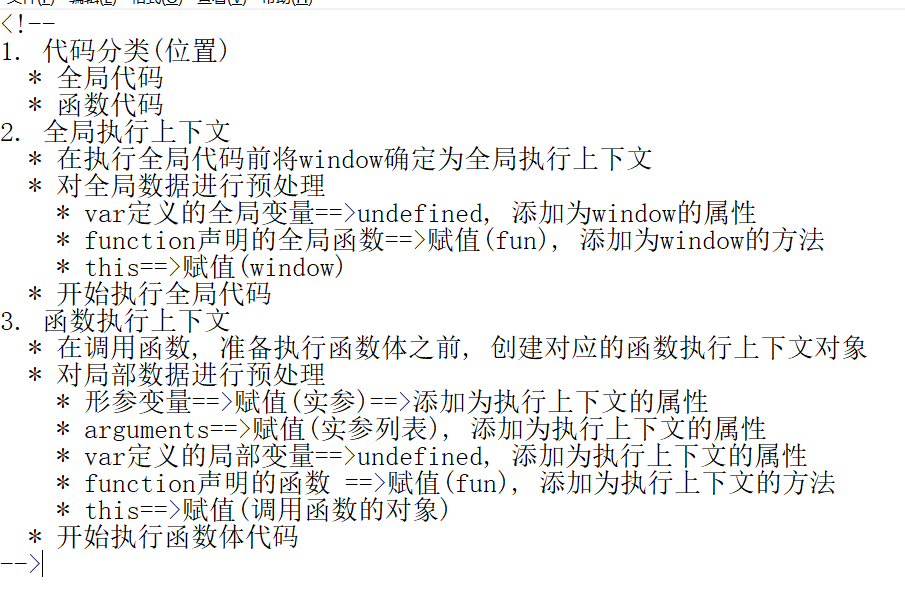 文件(F) 编辑(E) 格式(O) 查看(V) 帮助(H)
<!--
1. 代码分类(位置)
  * 全局代码
  * 函数代码
2. 全局执行上下文
  * 在执行全局代码前将window确定为全局执行上下文
  * 对全局数据进行预处理
    * var定义的全局变量==>undefined, 添加为window的属性
    * function声明的全局函数==>赋值(fun), 添加为window的方法
    * this==>赋值(window)
  * 开始执行全局代码
3. 函数执行上下文
  * 在调用函数, 准备执行函数体之前, 创建对应的函数执行上下文对象
  * 对局部数据进行预处理
    * 形参变量==>赋值(实参)==>添加为执行上下文的属性
    * arguments==>赋值(实参列表), 添加为执行上下文的属性
    * var定义的局部变量==>undefined, 添加为执行上下文的属性
    * function声明的函数 ==>赋值(fun), 添加为执行上下文的方法
    * this==>赋值(调用函数的对象)
  * 开始执行函数体代码
-->